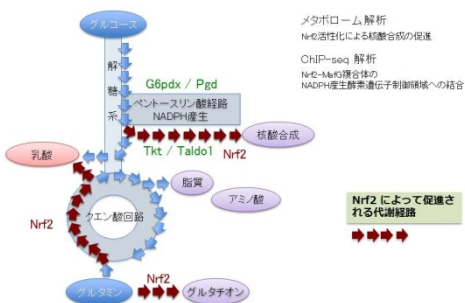 グルコース
メタボローム解析
Nrf2活性化による核酸合成の促進
ChIP-seq 解析
Nrf2-MafG複合体の
NADPH産生酵素遺伝子制御領域への結合
解
糖
系
G6pdx / Pgd
ペントースリン酸経路
NADPH産生
核酸合成
Tkt / Taldo1
Nrf2
乳酸
脂質
アミノ酸
Nrf2
クエン酸回路
Nrf2 によって促進さ
れる代謝経路
Nrf2
グルタミン
グルタチオン